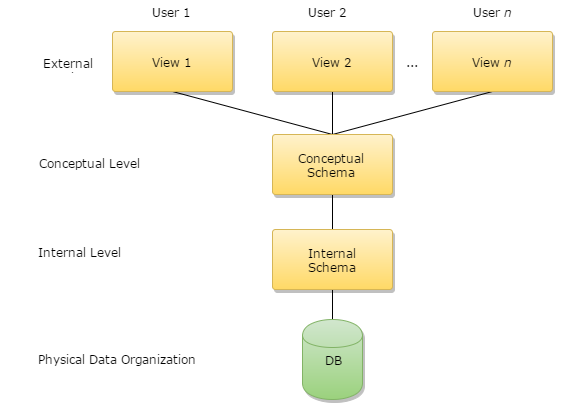 User 1
User 2
User n
External
View 1
View 2
...
View n
Conceptual Level
Conceptual
Schema
Internal Level
Internal
Schema
Physical Data Organization
DB